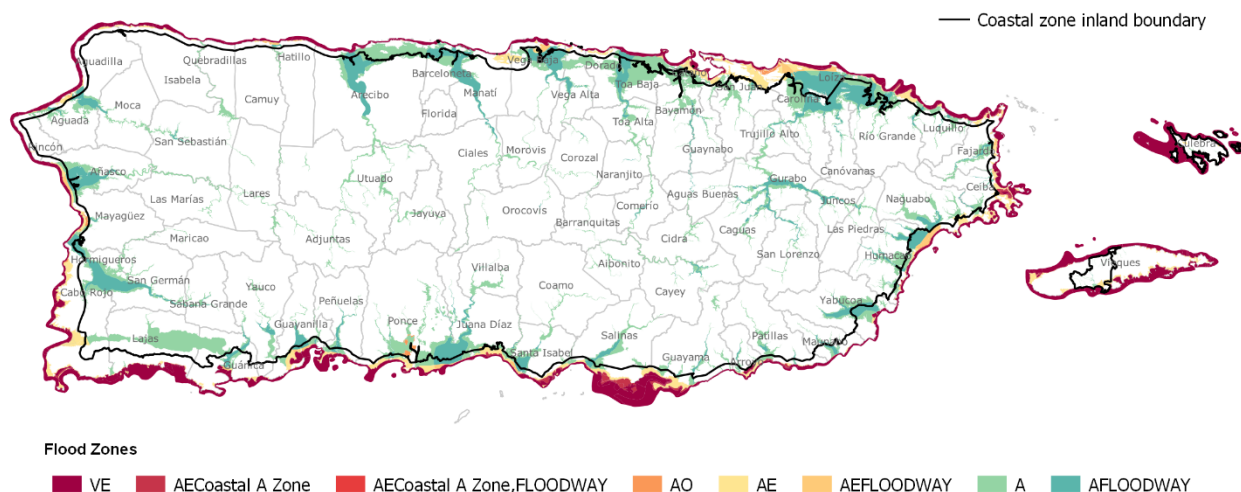 Coastal zone inland boundary
Aguadilla
Isabela
Quebradillas
Hatillo
Camuy
Moca
Aguada
Rincón
San Sebastián
Arecibo
Barceloneta
Florida
Manatí
Vega Baja
Vega Alta
Dorado
Toa Baja
Toa Alta
Bayamón
San Juan
Carolina
Loíza
Trujillo Alto
Río Grande
Luquillo
Fajardo
Ceiba
Culebra
Guaynabo
Canóvanas
Ciales
Morovis
Corozal
Naranjito
Añasco
Las Marías
Lares
Utuado
Jayuya
Orocovis
Barranquitas
Comerío
Aguas Buenas
Gurabo
Juncos
Naguabo
Mayagüez
Maricao
Adjuntas
Cidra
Caguas
Las Piedras
San Lorenzo
Humacao
Vieques
Hormigueros
San Germán
Cabo Rojo
Sabana Grande
Yauco
Peñuelas
Villalba
Aibonito
Coamo
Cayey
Yabucoa
Guayanilla
Ponce
Juana Díaz
Salinas
Patillas
Maunabo
Lajas
Guánica
Santa Isabel
Guayama
Arroyo
Flood Zones
VE
AECoastal A Zone
AECoastal A Zone,FLOODWAY
AO
AE
AEFLOODWAY
A
AFLOODWAY